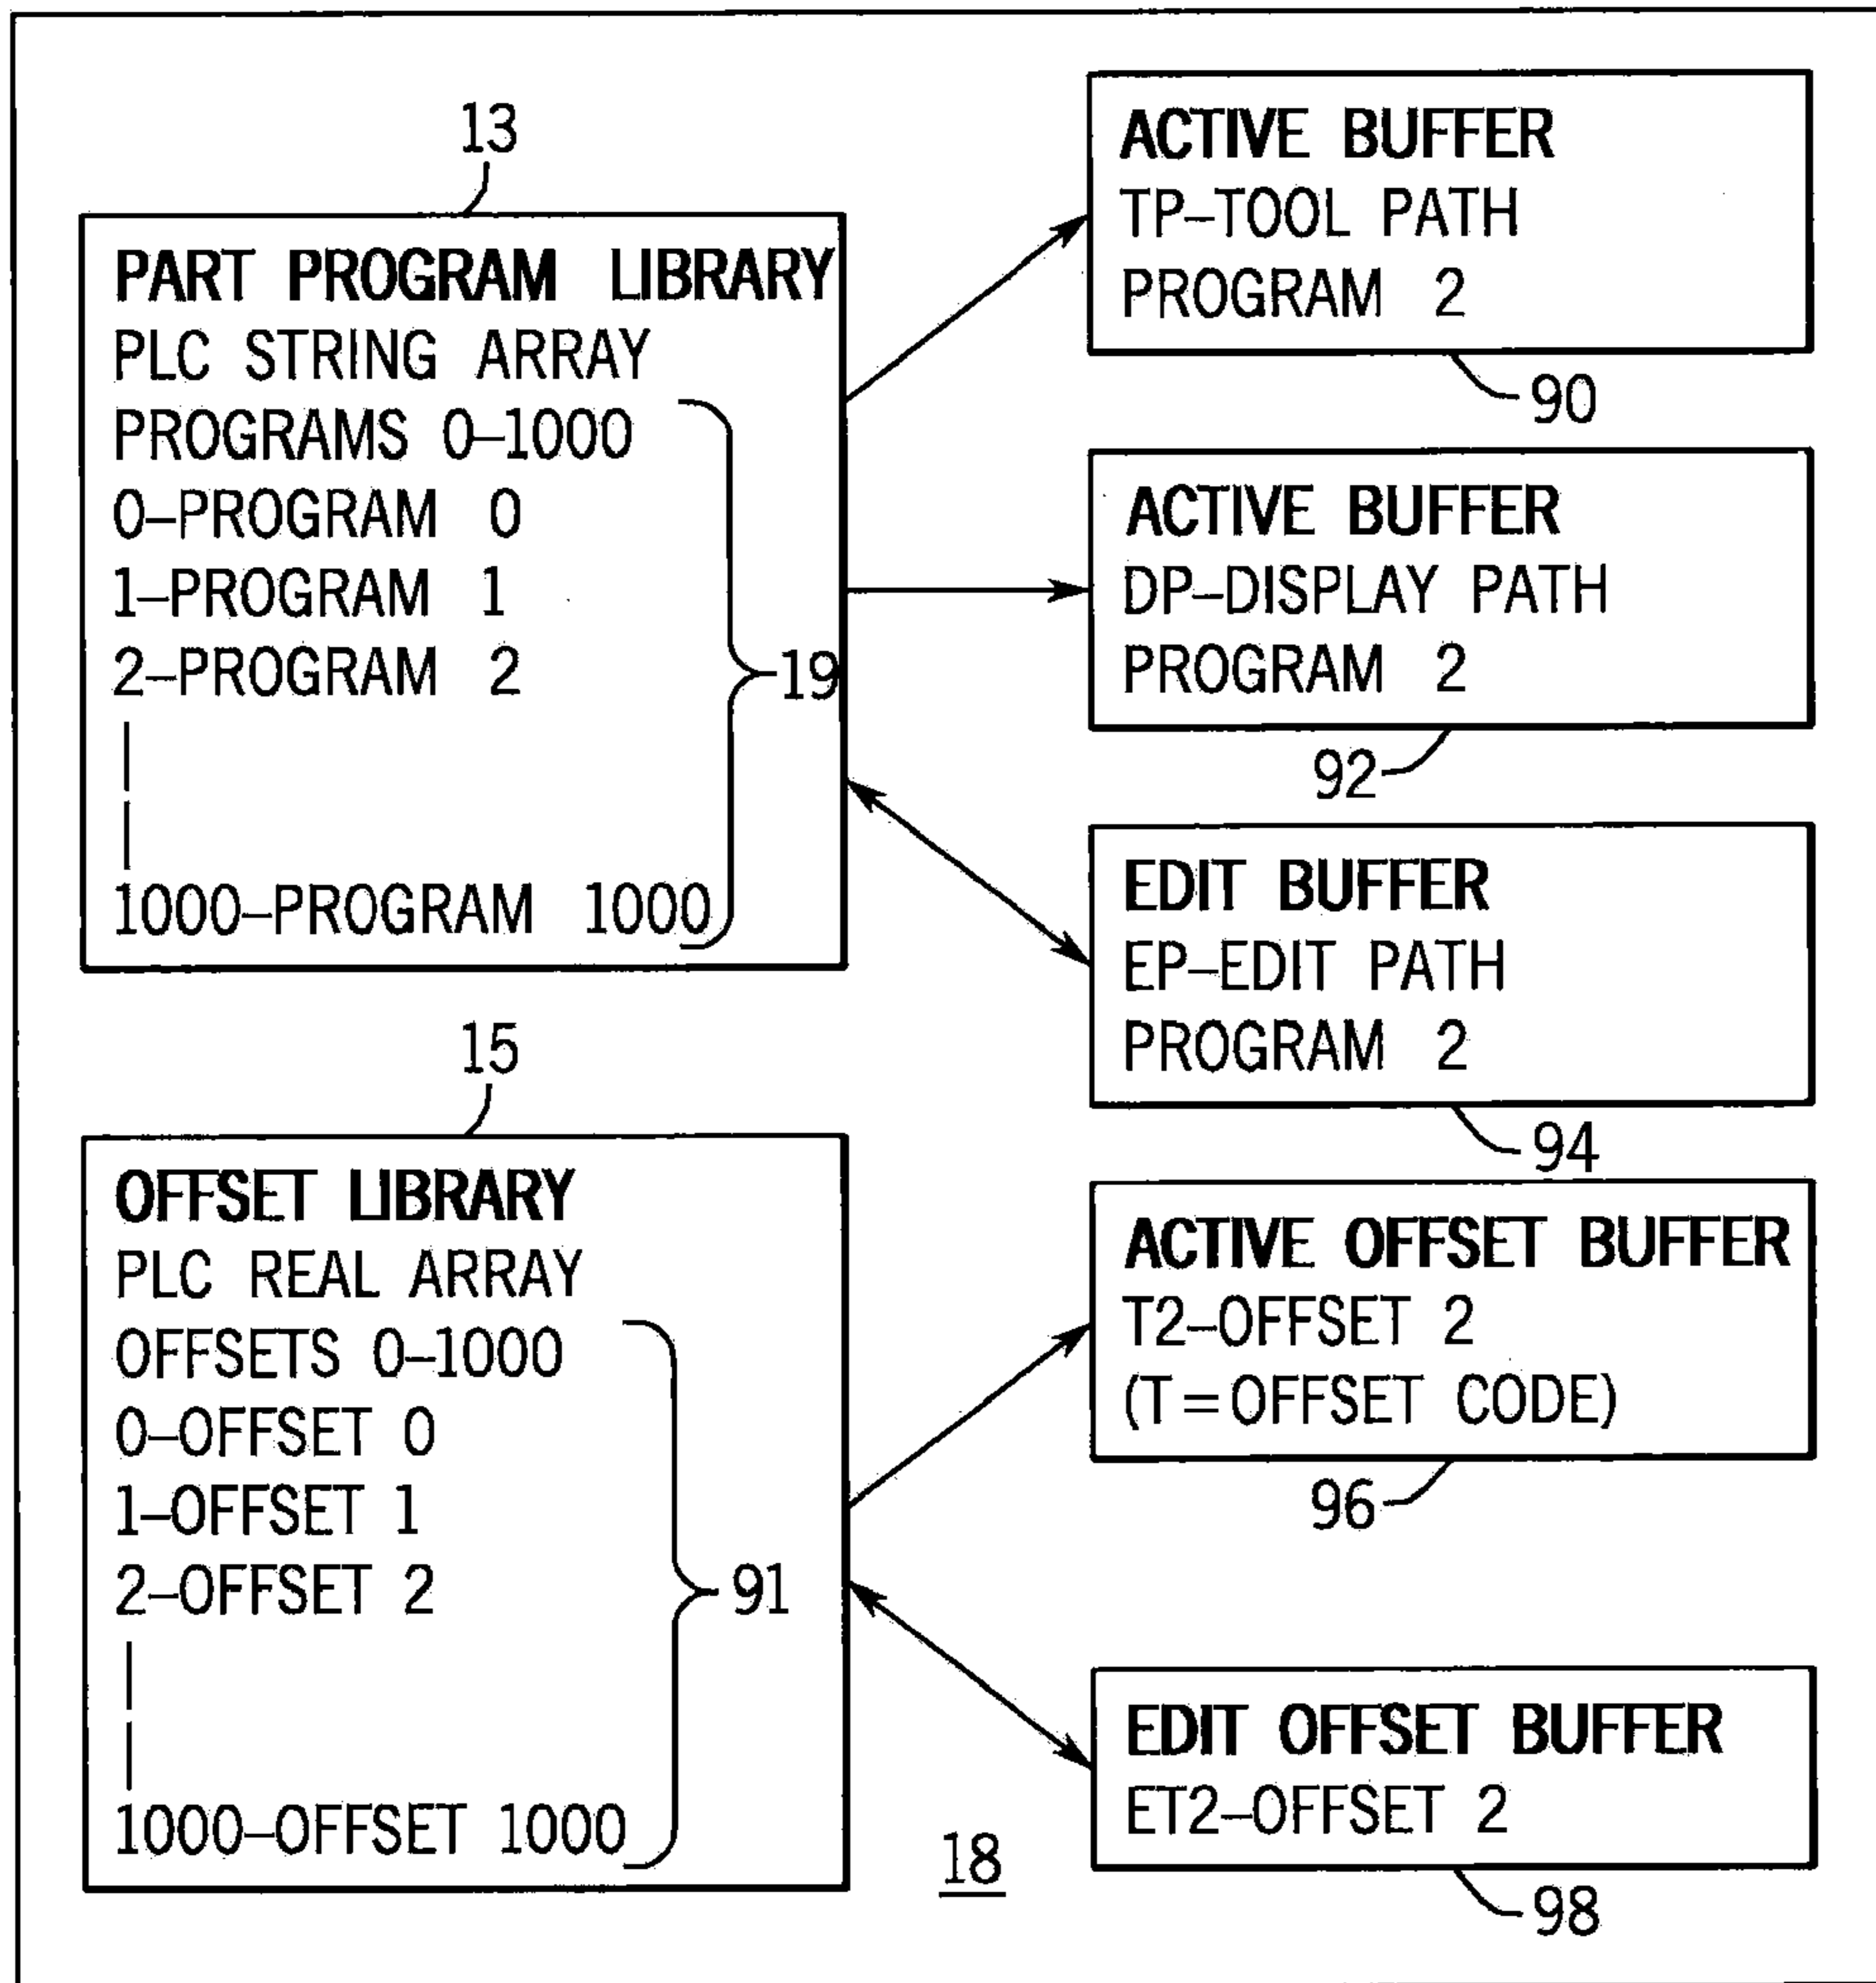 13
PART PROGRAM LIBRARY
PLC STRING ARRAY
PROGRAMS 0–1000
0–PROGRAM 0
1–PROGRAM 1
2–PROGRAM 2
1000–PROGRAM 1000
19
ACTIVE BUFFER
TP–TOOL PATH
PROGRAM 2
90
ACTIVE BUFFER
DP–DISPLAY PATH
PROGRAM 2
92
EDIT BUFFER
EP–EDIT PATH
PROGRAM 2
94
15
OFFSET LIBRARY
PLC REAL ARRAY
OFFSETS 0–1000
0–OFFSET 0
1–OFFSET 1
2–OFFSET 2
1000–OFFSET 1000
91
ACTIVE OFFSET BUFFER
T2–OFFSET 2
(T=OFFSET CODE)
96
EDIT OFFSET BUFFER
ET2–OFFSET 2
98
18